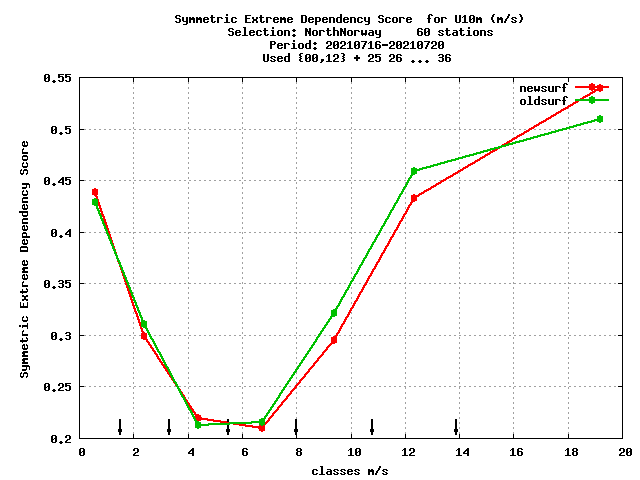 Symmetric Extreme Dependency Score  for U10m (m/s)
Selection: NorthNorway     60 stations
Period: 20210716-20210720
Used {00,12} + 25 26 ... 36
0.55
0.5
0.45
0.4
0.35
0.3
0.25
0.2
Symmetric Extreme Dependency Score
newsurf
oldsurf
0 2 4 6 8 10 12 14 16 18 20
classes m/s